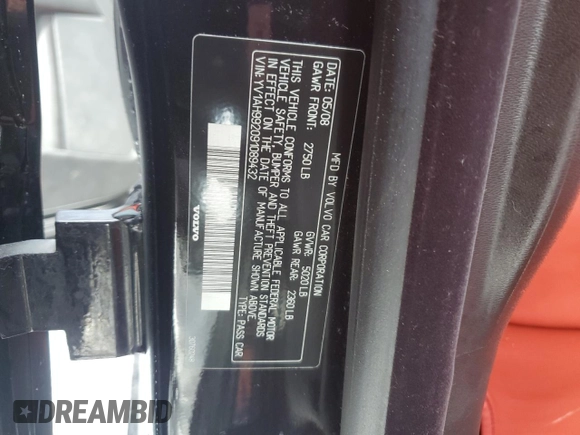 MFD BY VOLVO CAR CORPORATION
DATE: 05/08 GVWR: 5020 LB
GAWR FRONT: 2750 LB GAWR REAR: 2360 LB
THIS VEHICLE CONFORMS TO ALL APPLICABLE FEDERAL MOTOR
VEHICLE SAFETY, BUMPER AND THEFT PREVENTION STANDARDS
IN EFFECT ON THE DATE OF MANUFACTURE SHOWN ABOVE.
VIN: YV1AH992091089432 TYPE: PASS CAR
VOLVO
DREAMBID